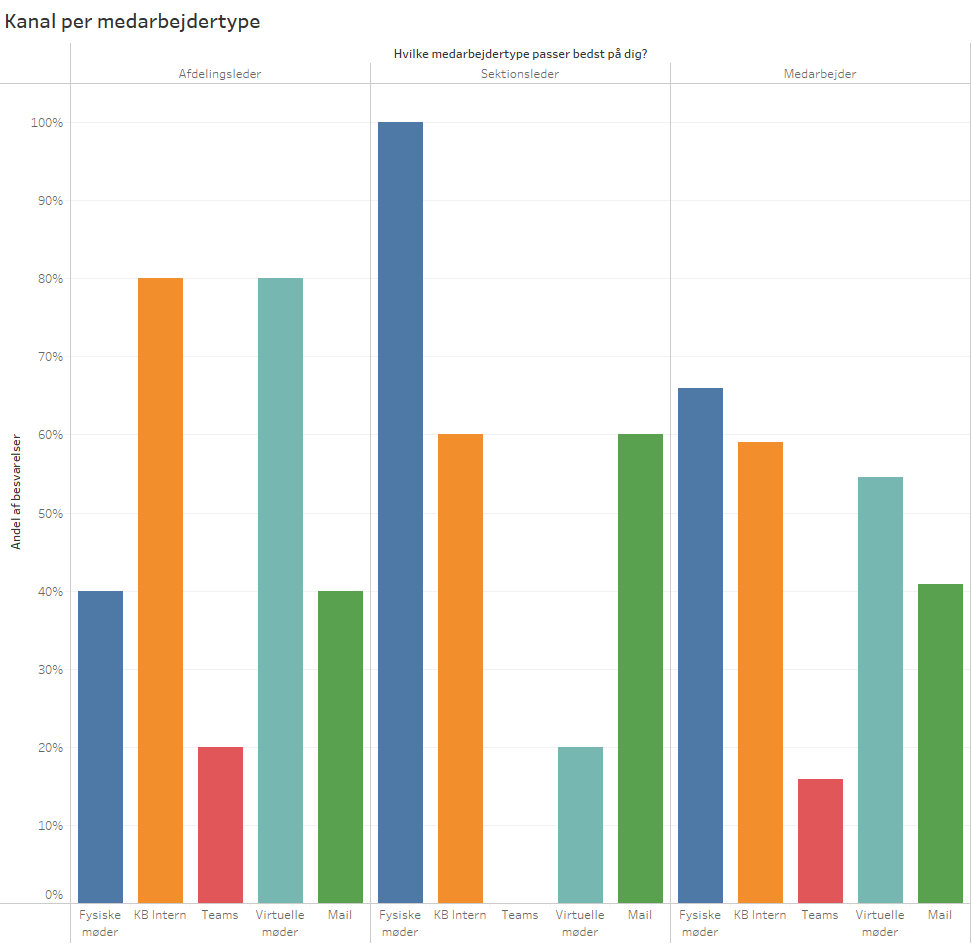 Kanal per medarbejdertype
Hvilke medarbejdertype passer bedst på dig?
Afdelingsleder Sektionsleder Medarbejder
100%
90%
80%
70%
60%
50%
40%
30%
20%
10%
0%
Andel af besvarelser
Fysiske møder KB Intern Teams Virtuelle møder Mail
Fysiske møder KB Intern Teams Virtuelle møder Mail
Fysiske møder KB Intern Teams Virtuelle møder Mail